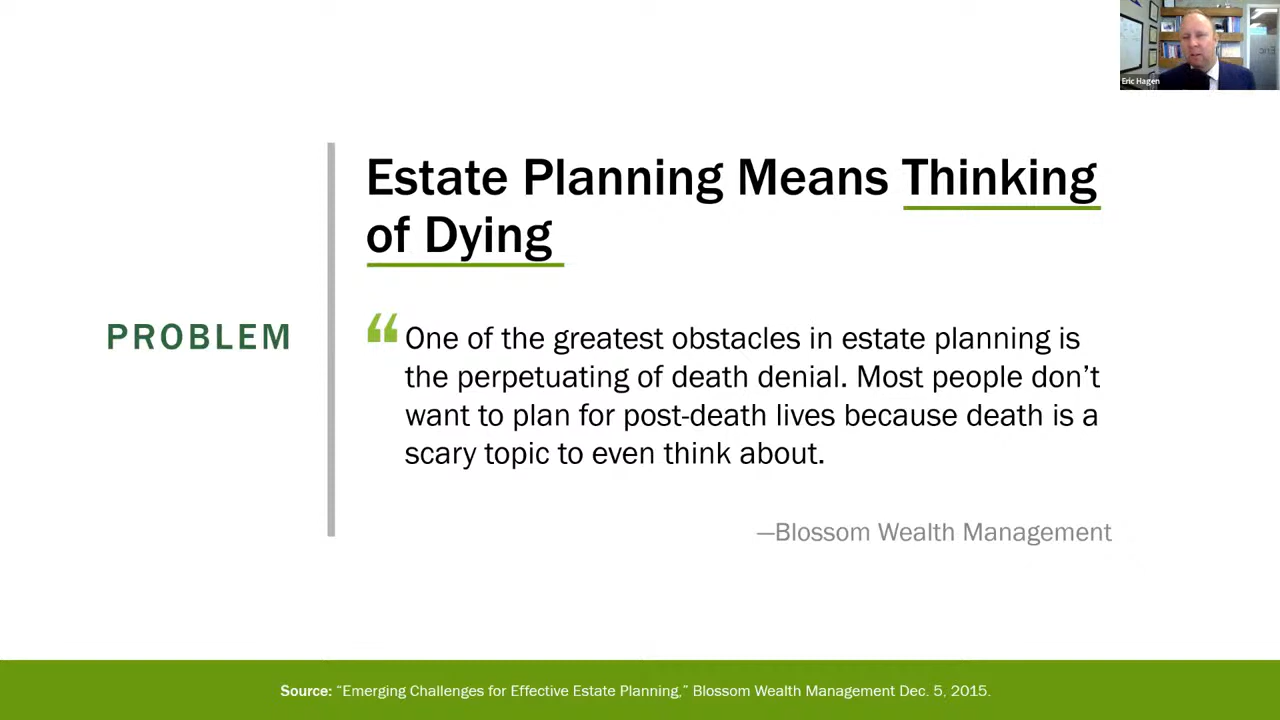 Eric Hagen
Estate Planning Means Thinking
of Dying
PROBLEM
“One of the greatest obstacles in estate planning is
the perpetuating of death denial. Most people don’t
want to plan for post-death lives because death is a
scary topic to even think about.
—Blossom Wealth Management
Source: “Emerging Challenges for Effective Estate Planning,” Blossom Wealth Management Dec. 5, 2015.